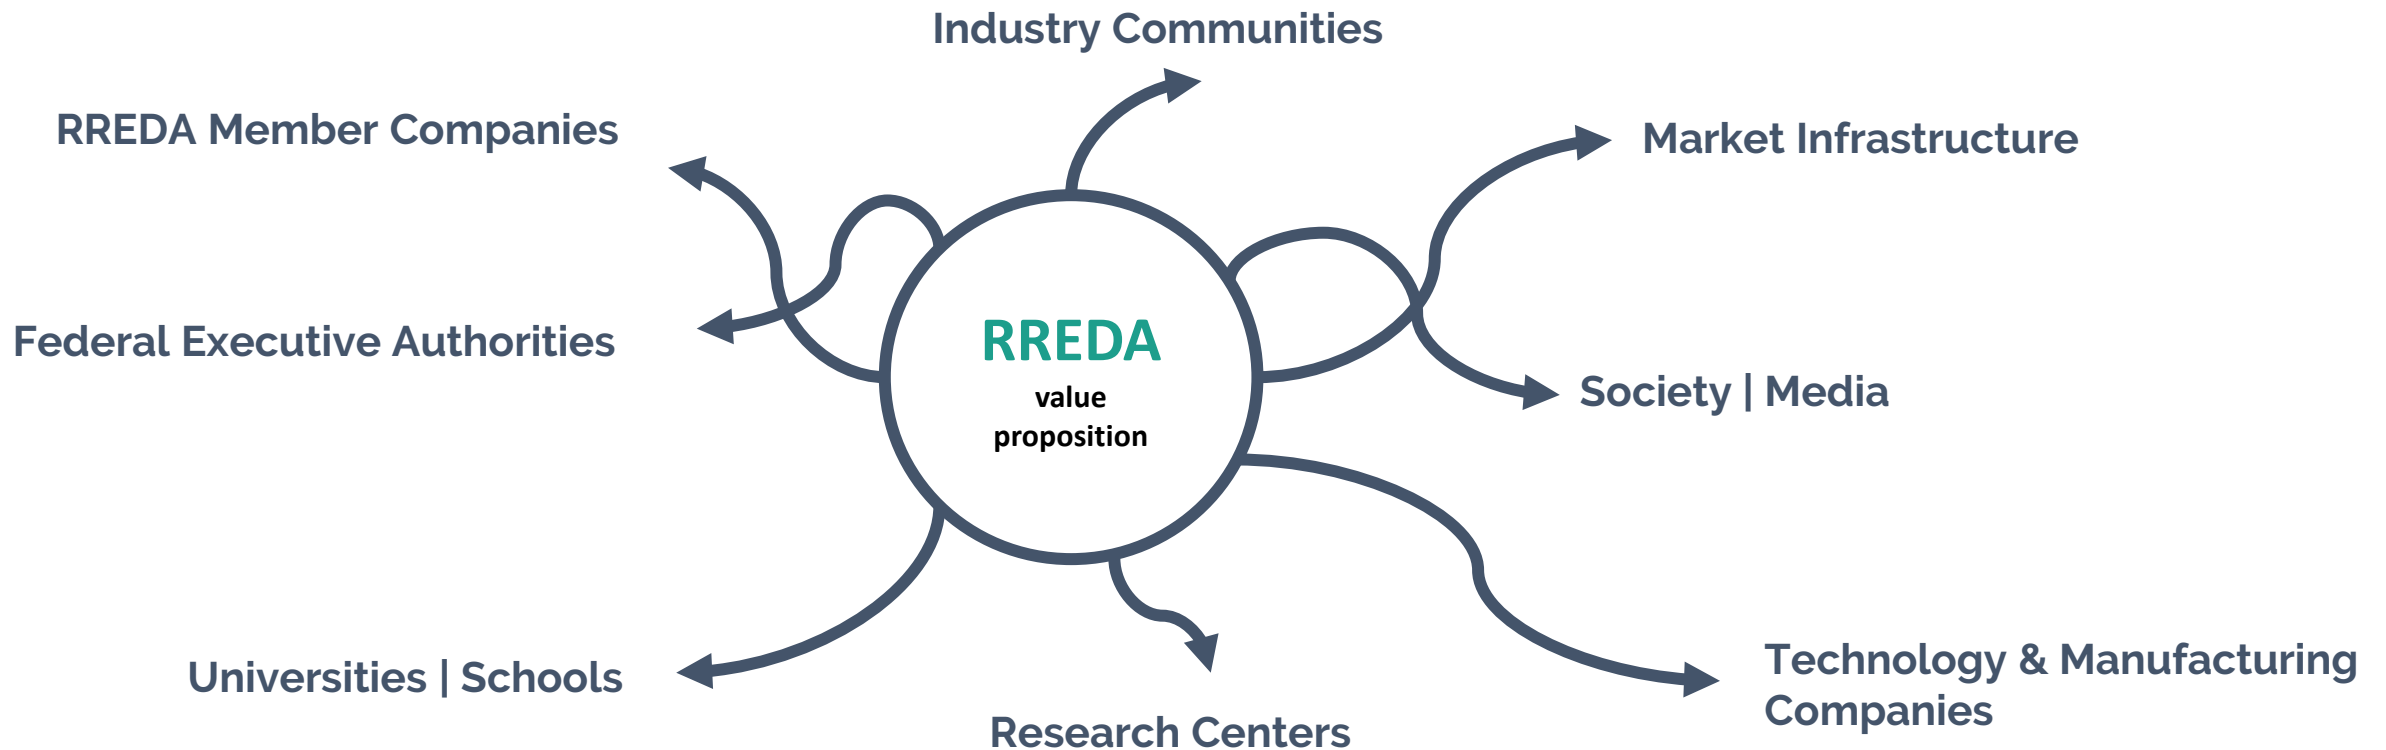 Industry Communities
RREDA Member Companies
Market Infrastructure
Federal Executive Authorities
RREDA
value
proposition
Society | Media
Universities | Schools
Technology & Manufacturing
Companies
Research Centers